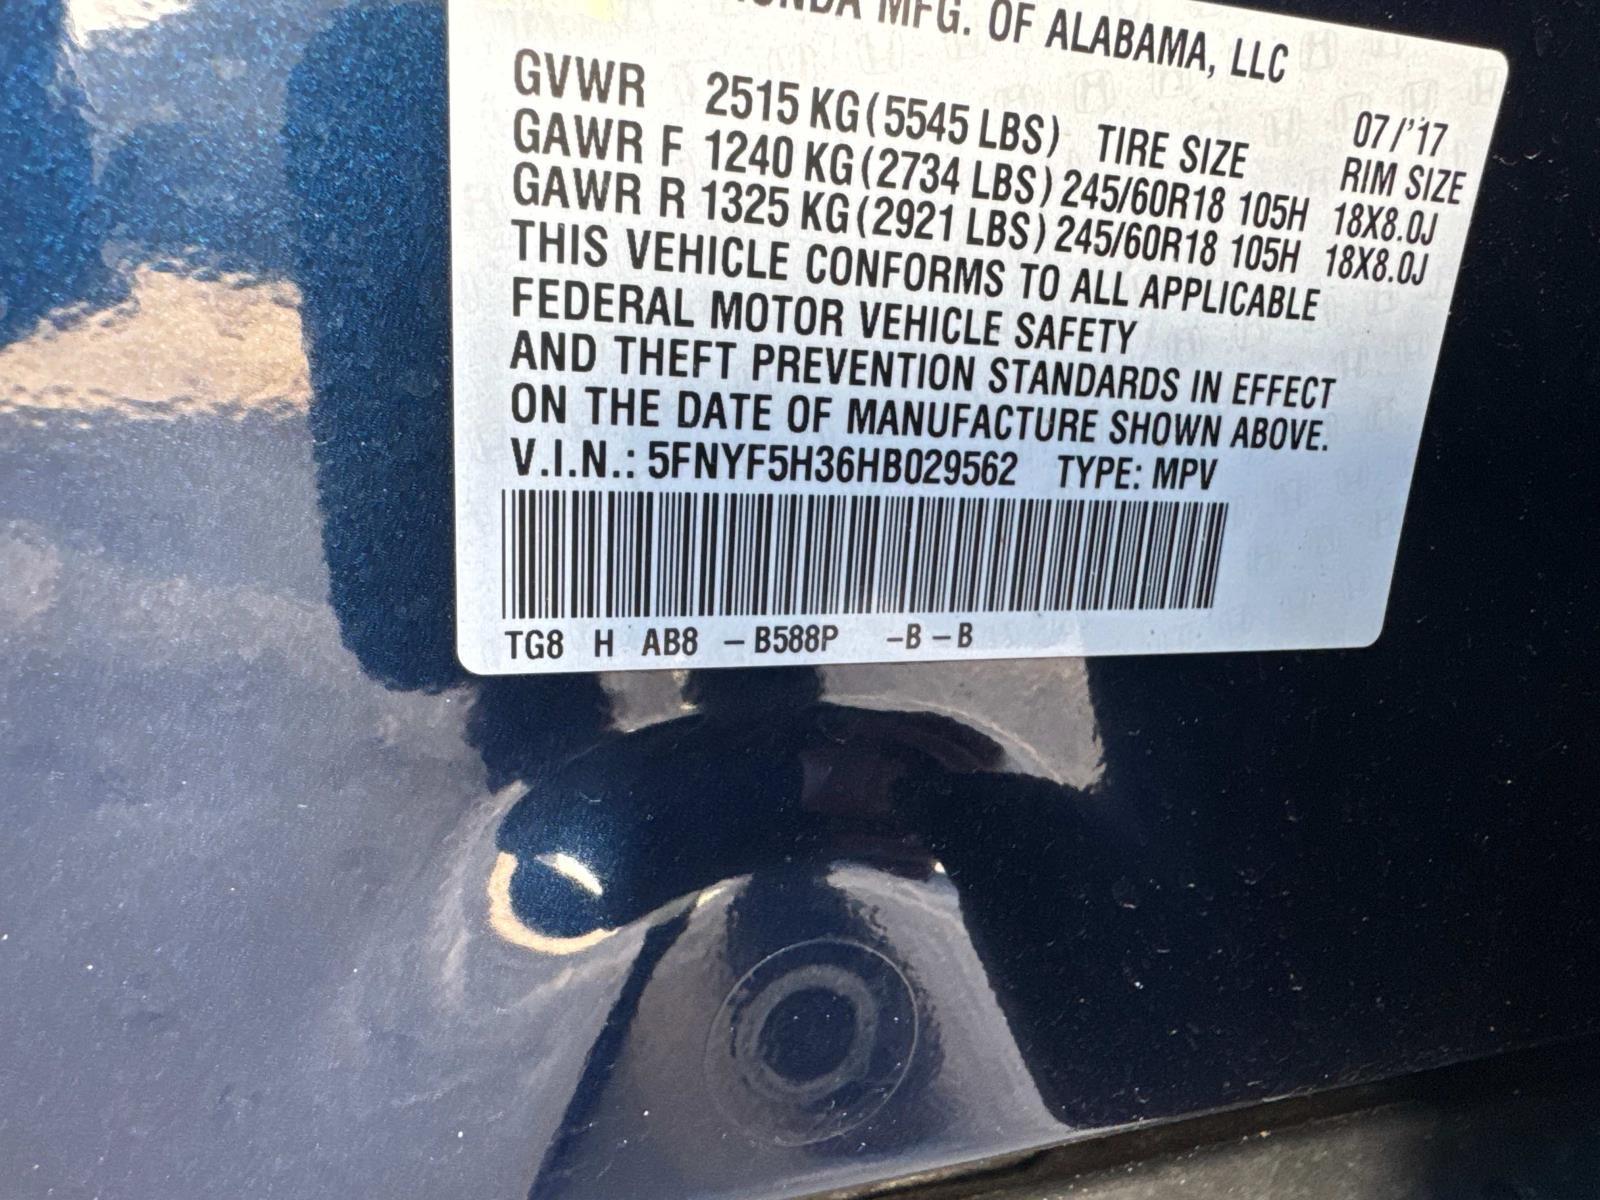 HONDA MFG. OF ALABAMA, LLC
07/'17
GVWR 2515 KG (5545 LBS) TIRE SIZE RIM SIZE
GAWR F 1240 KG (2734 LBS) 245/60R18 105H 18X8.0J
GAWR R 1325 KG (2921 LBS) 245/60R18 105H 18X8.0J
THIS VEHICLE CONFORMS TO ALL APPLICABLE
FEDERAL MOTOR VEHICLE SAFETY
AND THEFT PREVENTION STANDARDS IN EFFECT
ON THE DATE OF MANUFACTURE SHOWN ABOVE.
V.I.N.: 5FNYF5H36HB029562 TYPE: MPV
TG8 H AB8 – B588P – B – B